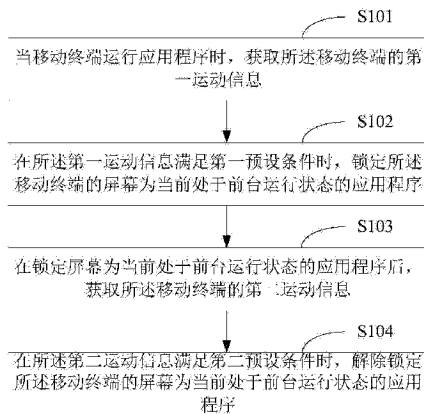 S101
当移动终端运行应用程序时，获取所述移动终端的第
一运动信息
S102
在所述第一运动信息满足第一预设条件时，锁定所述
移动终端的屏幕为当前处于前台运行状态的应用程序
S103
在锁定屏幕为当前处于前台运行状态的应用程序后，
获取所述移动终端的第二运动信息
S104
在所述第二运动信息满足第二预设条件时，解除锁定
所述移动终端的屏幕为当前处于前台运行状态的应用
程序